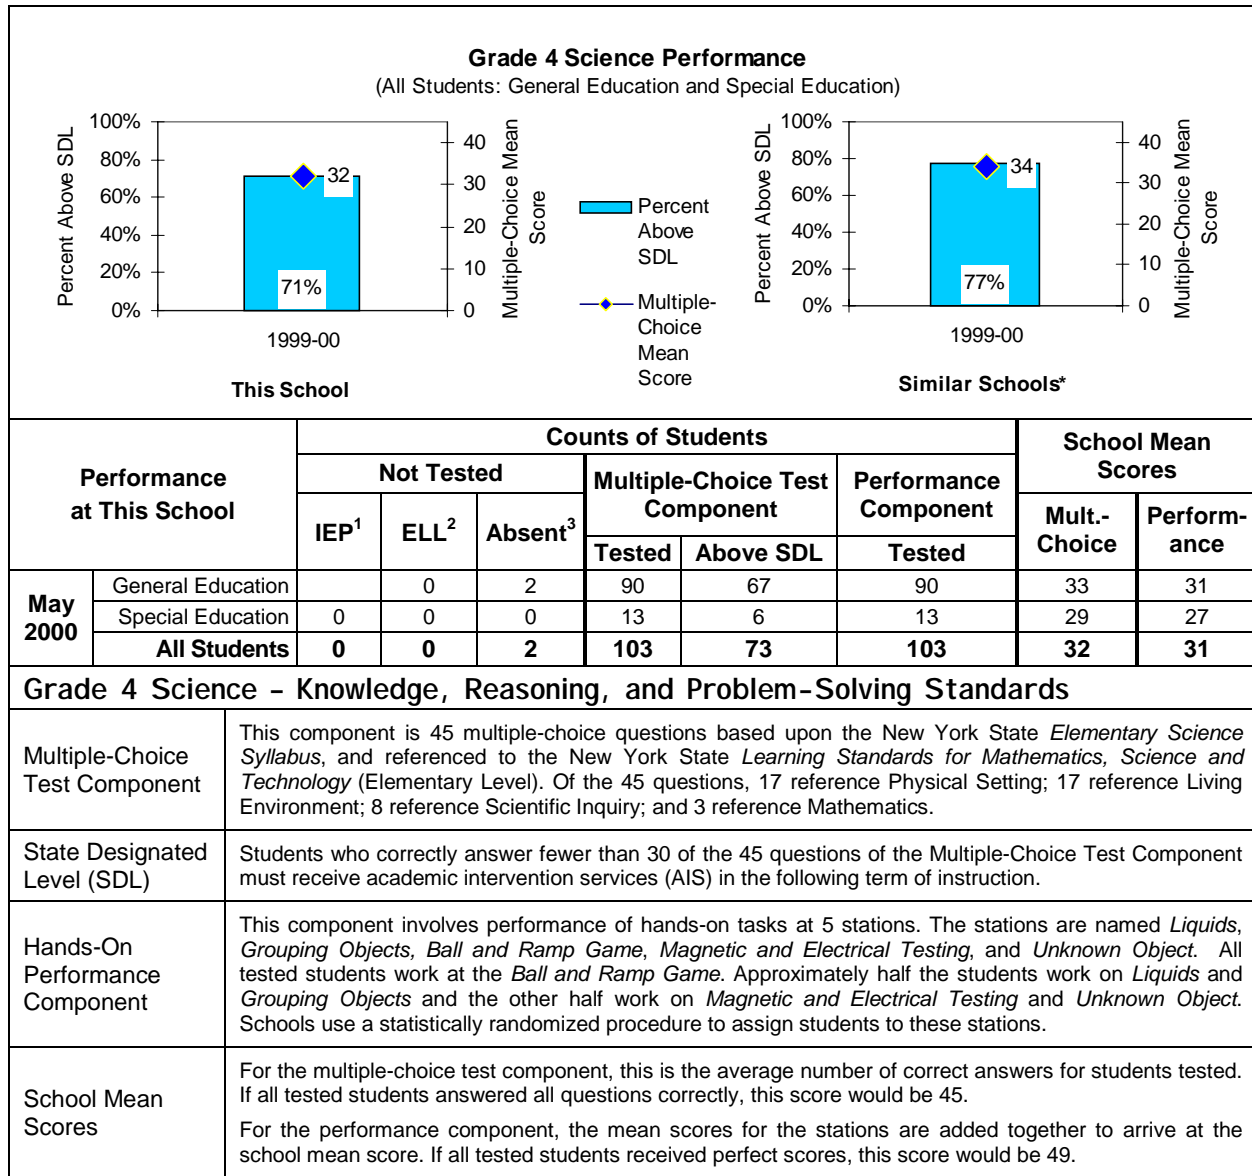 Grade 4 Science Performance
(All Students: General Education and Special Education)
Percent Above SDL
100%
80%
60%
40%
20%
0%
32
71%
40
30
20
10
0
Multiple-Choice Mean
Score
1999-00
This School
Percent
Above
SDL
Multiple-
Choice
Mean
Score
Percent Above SDL
100%
80%
60%
40%
20%
0%
34
77%
40
30
20
10
0
Multiple-Choice Mean
Score
1999-00
Similar Schools*
Performance
at This School
Counts of Students
School Mean
Scores
Not Tested
Multiple-Choice Test
Component
Performance
Component
IEP1
ELL2
Absent3
Mult.-
Choice
Perform-
ance
Tested
Above SDL
Tested
May
2000
General Education 0 2 90 67 90 33 31
Special Education 0 0 0 13 6 13 29 27
All Students 0 0 2 103 73 103 32 31
Grade 4 Science – Knowledge, Reasoning, and Problem-Solving Standards
Multiple-Choice
Test Component
This component is 45 multiple-choice questions based upon the New York State Elementary Science
Syllabus, and referenced to the New York State Learning Standards for Mathematics, Science and
Technology (Elementary Level). Of the 45 questions, 17 reference Physical Setting; 17 reference Living
Environment; 8 reference Scientific Inquiry; and 3 reference Mathematics.
State Designated
Level (SDL)
Students who correctly answer fewer than 30 of the 45 questions of the Multiple-Choice Test Component
must receive academic intervention services (AIS) in the following term of instruction.
Hands-On
Performance
Component
This component involves performance of hands-on tasks at 5 stations. The stations are named Liquids,
Grouping Objects, Ball and Ramp Game, Magnetic and Electrical Testing, and Unknown Object. All
tested students work at the Ball and Ramp Game. Approximately half the students work on Liquids and
Grouping Objects and the other half work on Magnetic and Electrical Testing and Unknown Object.
Schools use a statistically randomized procedure to assign students to these stations.
School Mean
Scores
For the multiple-choice test component, this is the average number of correct answers for students tested.
If all tested students answered all questions correctly, this score would be 45.
For the performance component, the mean scores for the stations are added together to arrive at the
school mean score. If all tested students received perfect scores, this score would be 49.